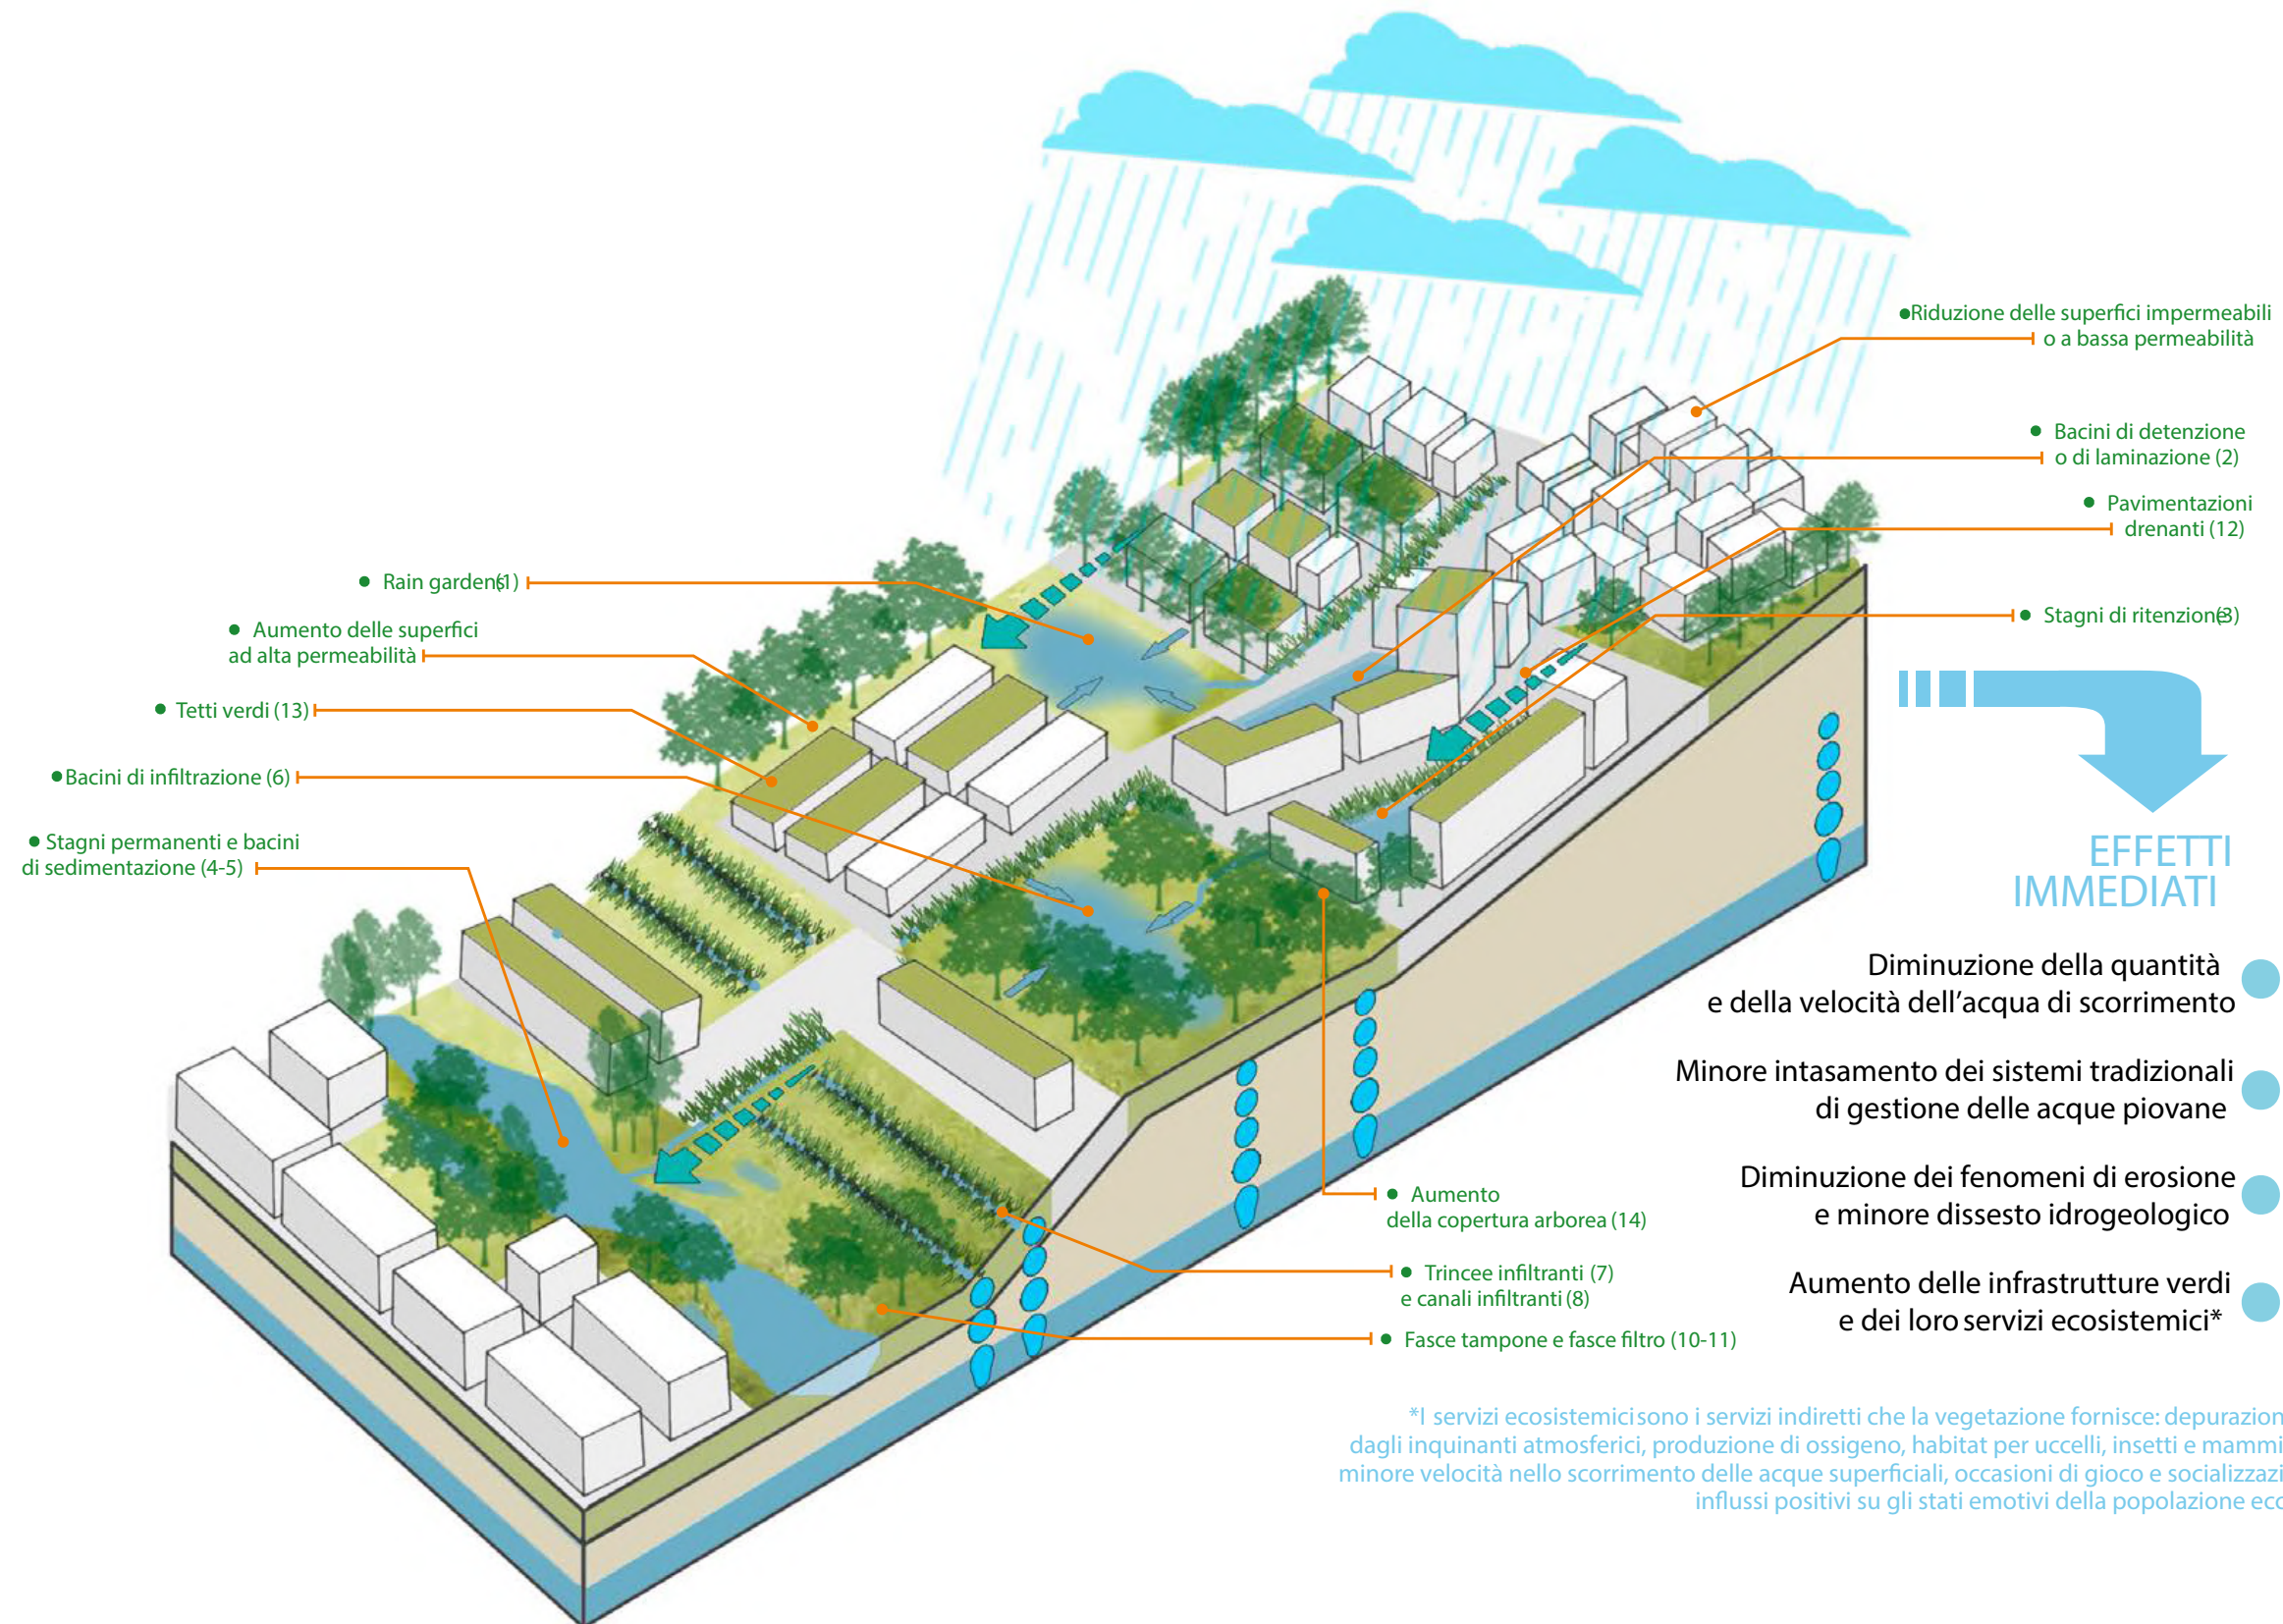 ●Riduzione delle superfici impermeabili
o a bassa permeabilità
● Bacini di detenzione
o di laminazione (2)
● Pavimentazioni
drenanti (12)
● Stagni di ritenzione(3)
● Rain gardens(1)
● Aumento delle superfici
ad alta permeabilità
● Tetti verdi (13)
●Bacini di infiltrazione (6)
● Stagni permanenti e bacini
di sedimentazione (4-5)
● Aumento
della copertura arborea (14)
● Trincee infiltranti (7)
e canali infiltranti (8)
● Fasce tampone e fasce filtro (10-11)
EFFETTI
IMMEDIATI
Diminuzione della quantità
e della velocità dell'acqua di scorrimento
Minore intasamento dei sistemi tradizionali
di gestione delle acque piovane
Diminuzione dei fenomeni di erosione
e minore dissesto idrogeologico
Aumento delle infrastrutture verdi
e dei loro servizi ecosistemici*
*I servizi ecosistemici sono i servizi indiretti che la vegetazione fornisce: depurazion
dagli inquinanti atmosferici, produzione di ossigeno, habitat per uccelli, insetti e mammi
minore velocità nello scorrimento delle acque superficiali, occasioni di gioco e socializzazi
influssi positivi su gli stati emotivi della popolazione ecc